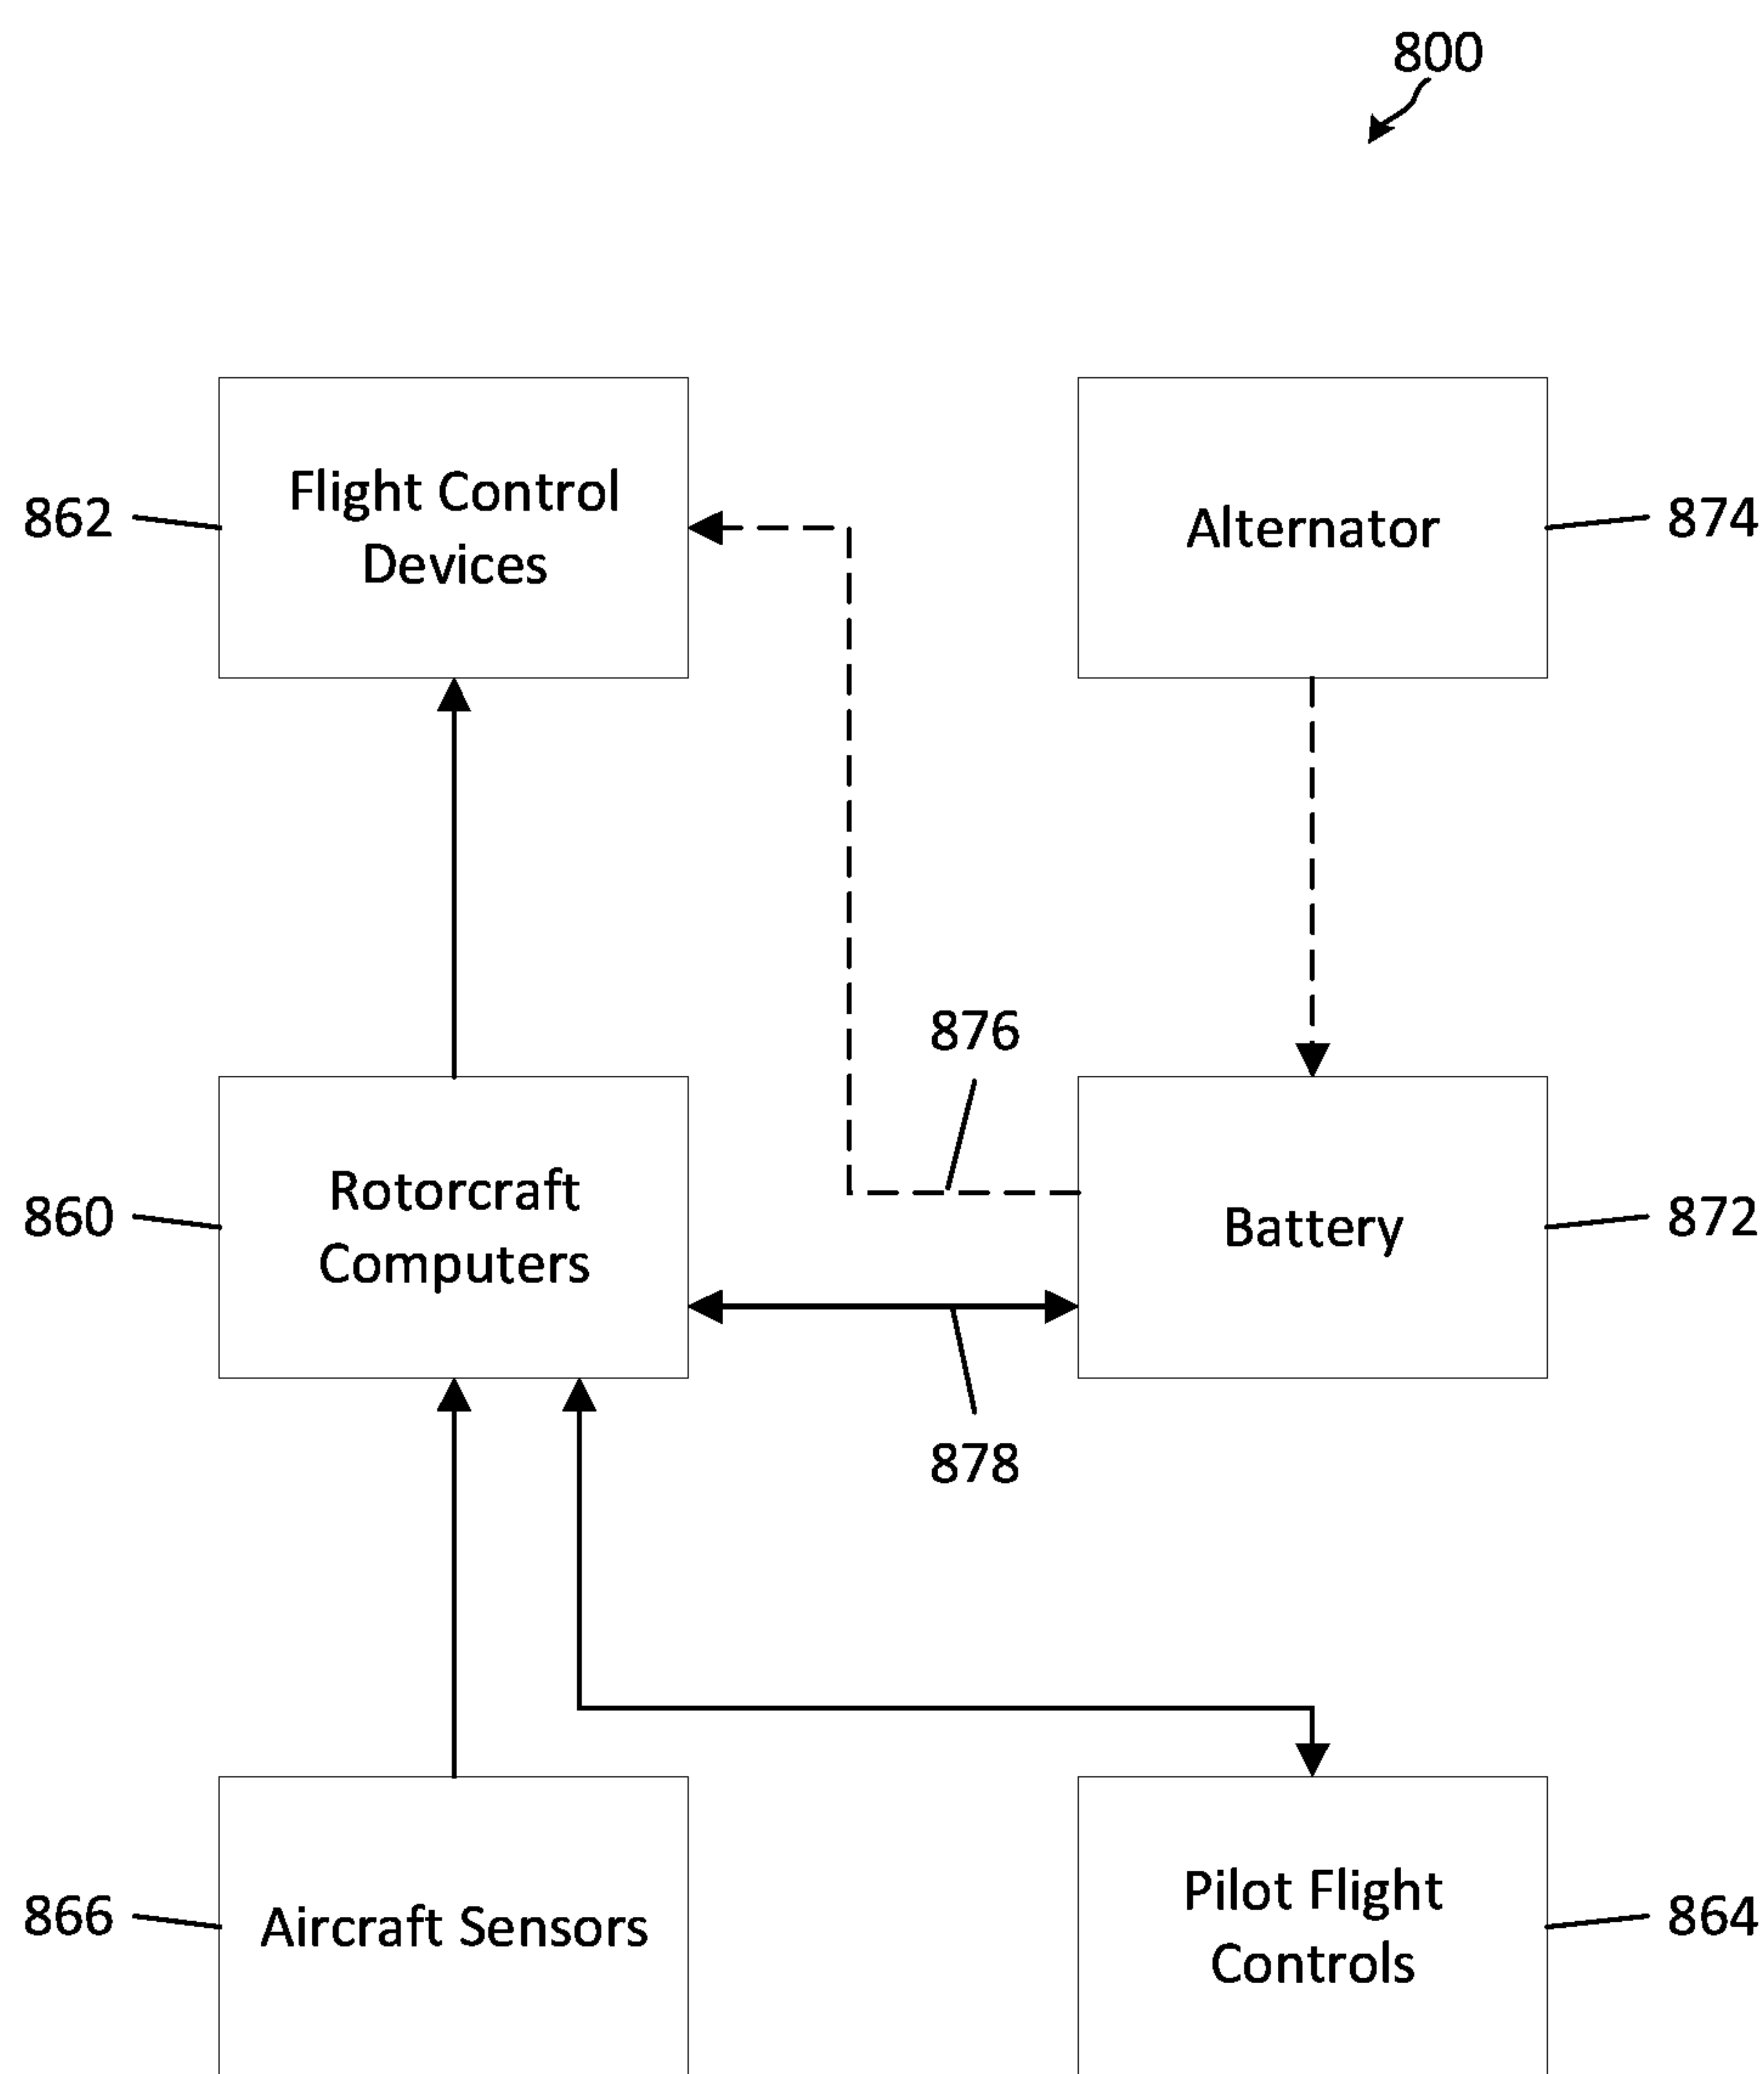 800
862
Flight Control
Devices
Alternator
874
876
860
Rotorcraft
Computers
Battery
872
878
866
Aircraft Sensors
Pilot Flight
Controls
864